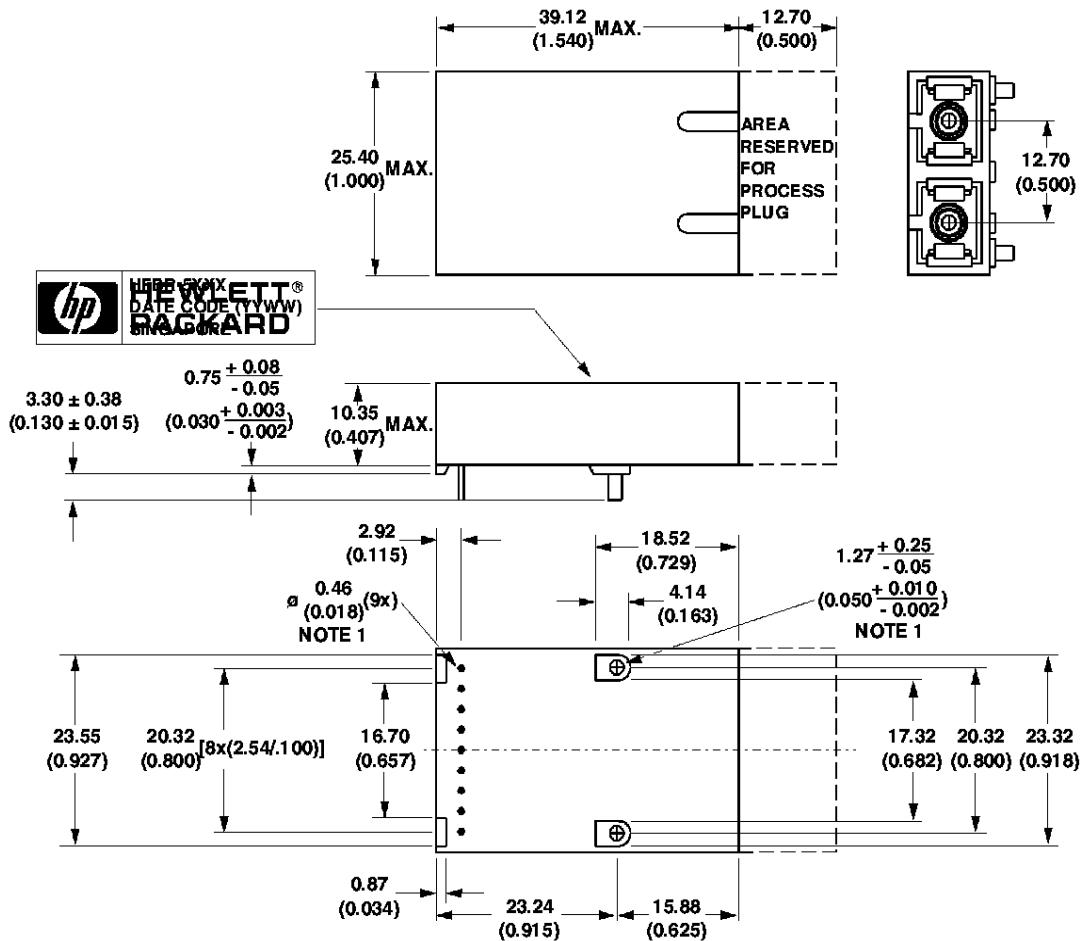 39.12
(1.540) MAX.
12.70
(0.500)
25.40
(1.000) MAX.
AREA
RESERVED
FOR
PROCESS
PLUG
12.70
(0.500)
hp
HEWLETT®
PACKARD
HFBR-5XXX
DATE CODE (YYWW)
SINGAPORE
3.30 ± 0.38
(0.130 ± 0.015)
0.75 + 0.08
- 0.05
(0.030 + 0.003
- 0.002)
10.35
(0.407) MAX.
2.92
(0.115)
18.52
(0.729)
4.14
(0.163)
1.27 + 0.25
- 0.05
(0.050 + 0.010
- 0.002)
NOTE 1
ø 0.46
(0.018) (9x)
NOTE 1
23.55
(0.927)
20.32
(0.800)
[8x(2.54/.100)]
16.70
(0.657)
17.32
(0.682)
20.32
(0.800)
23.32
(0.918)
0.87
(0.034)
23.24
(0.915)
15.88
(0.625)